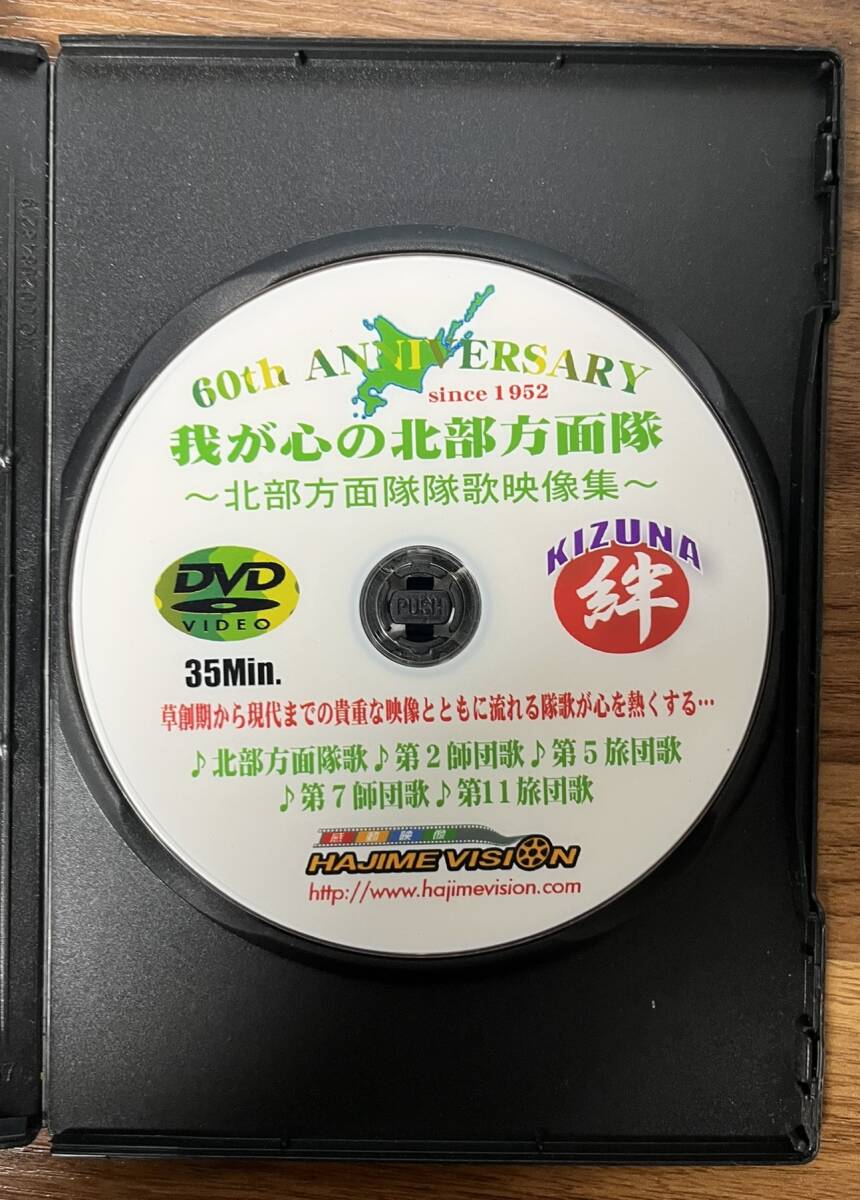 60th ANNIVERSARY
since 1952
我が心の北部方面隊
～北部方面隊隊歌映像集～
DVD
VIDEO
35Min.
PUSH
KIZUNA
絆
草創期から現代までの貴重な映像とともに流れる隊歌が心を熱くする…
♪北部方面隊歌♪第2師団歌♪第5旅団歌
♪第7師団歌♪第11旅団歌
感動映像
HAJIME VISION
http://www.hajimevision.com